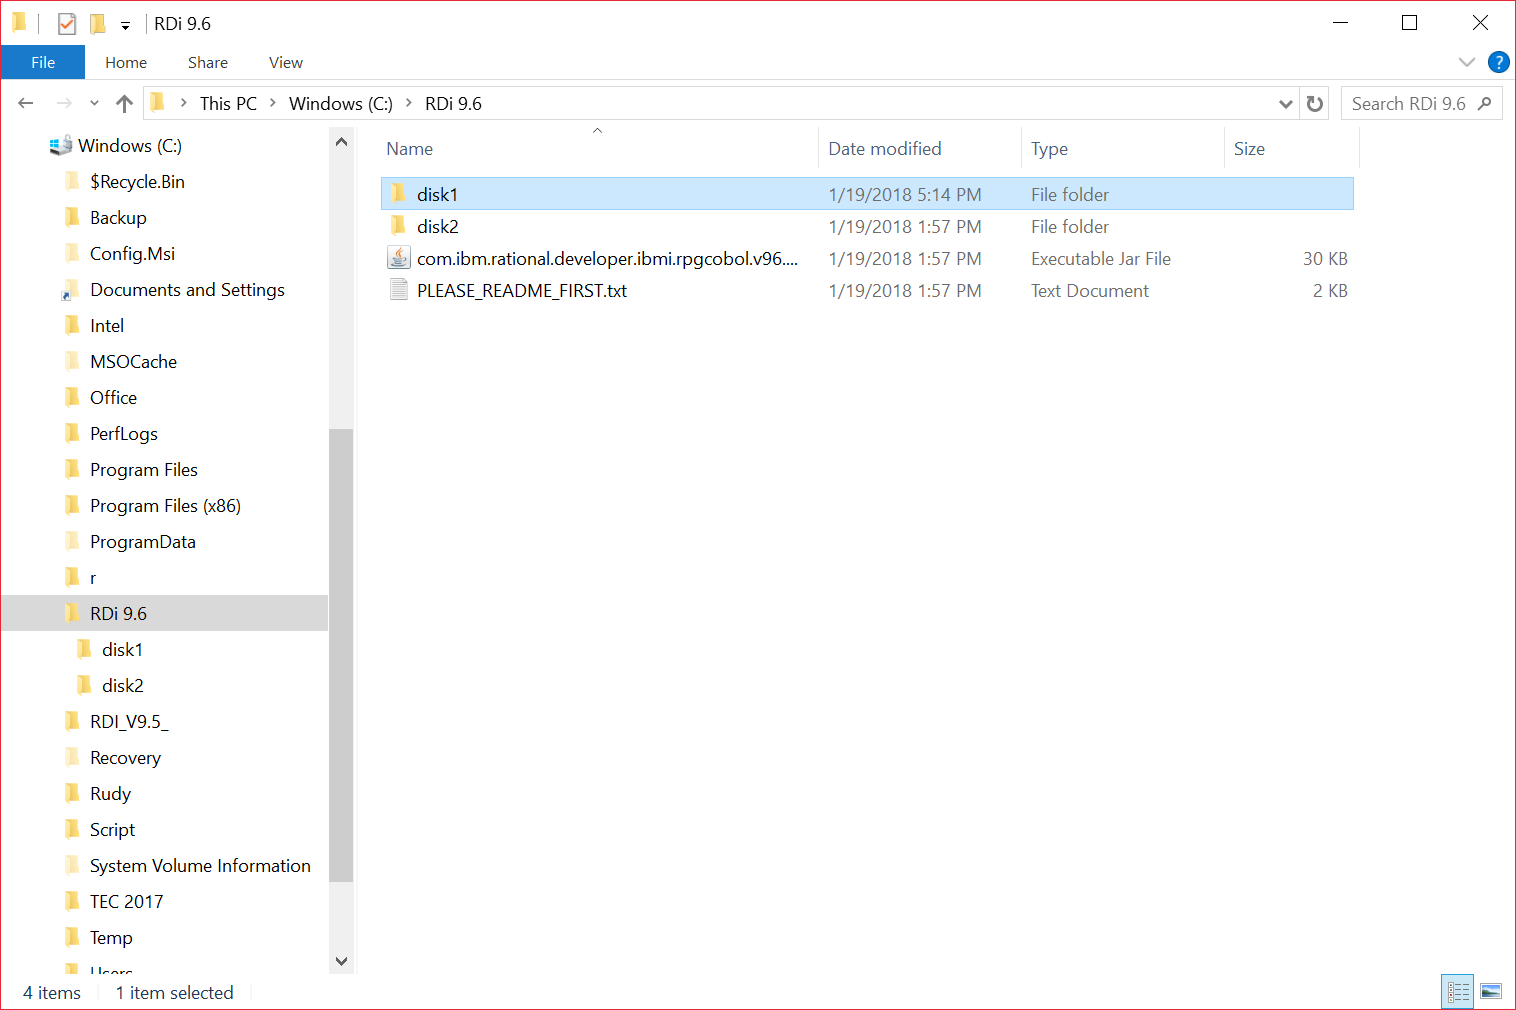 RDi 9.6
File Home Share View ?
This PC > Windows (C:) > RDi 9.6
Search RDi 9.6
Windows (C:)
$Recycle.Bin
Backup
Config.Msi
Documents and Settings
Intel
MSOCache
Office
PerfLogs
Program Files
Program Files (x86)
ProgramData
r
RDi 9.6
disk1
disk2
RDI_V9.5_
Recovery
Rudy
Script
System Volume Information
TEC 2017
Temp
Users
Name Date modified Type Size
disk1 1/19/2018 5:14 PM File folder
disk2 1/19/2018 1:57 PM File folder
com.ibm.rational.developer.ibmi.rpgcobol.v96.... 1/19/2018 1:57 PM Executable Jar File 30 KB
PLEASE_README_FIRST.txt 1/19/2018 1:57 PM Text Document 2 KB
4 items 1 item selected